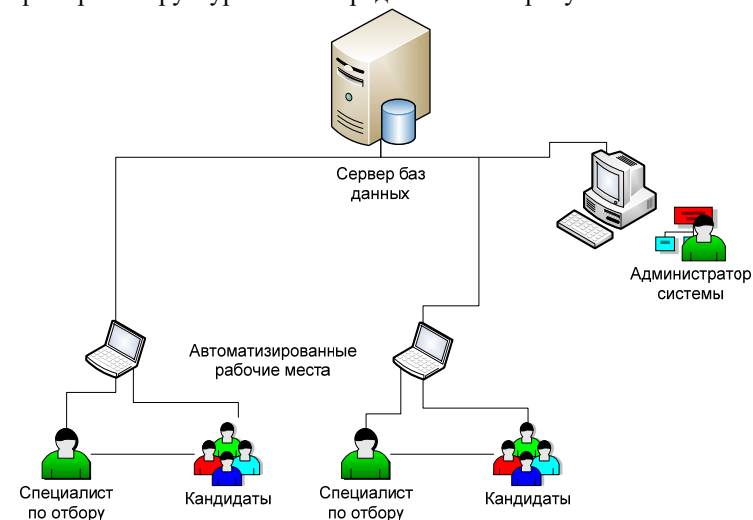 Сервер баз
данных
Администратор
системы
Автоматизированные
рабочие места
Специалист
по отбору
Кандидаты
Специалист
по отбору
Кандидаты